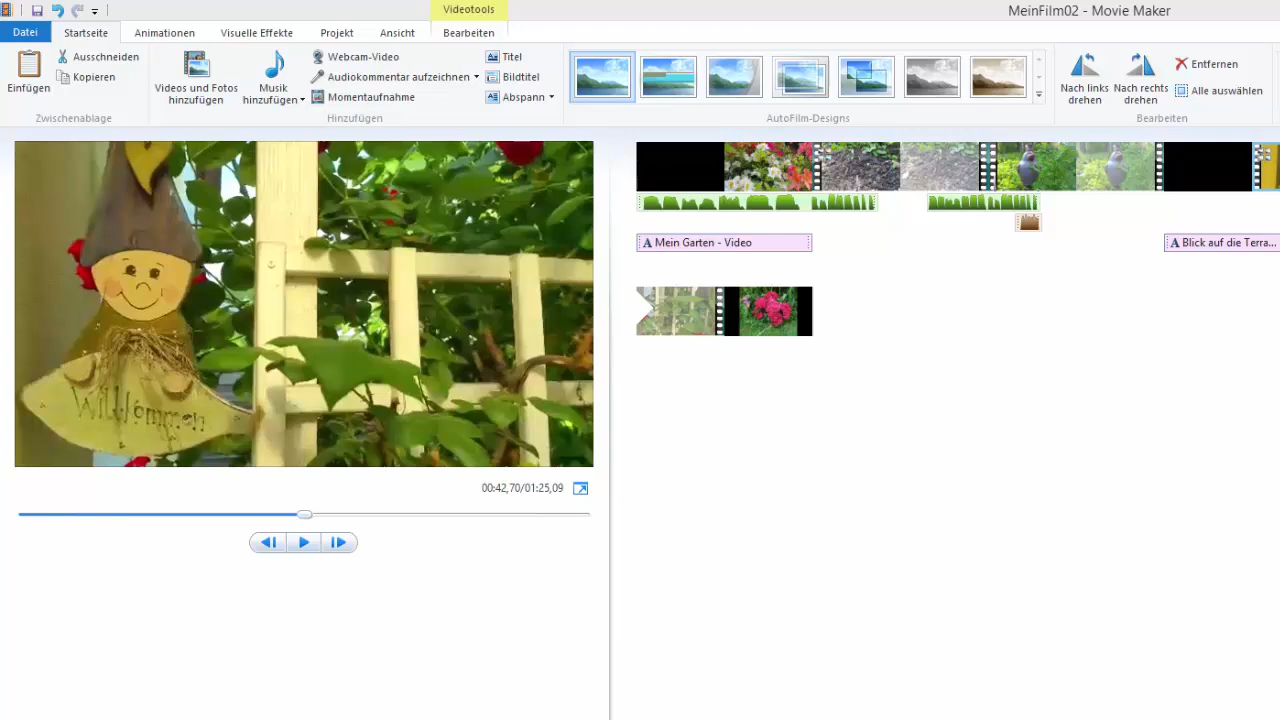 Videotools
MeinFilm02 - Movie Maker
Datei
Startseite
Animationen
Visuelle Effekte
Projekt
Ansicht
Bearbeiten
Einfügen
Ausschneiden
Kopieren
Zwischenablage
Videos und Fotos
hinzufügen
Musik
hinzufügen
Webcam-Video
Audiokommentar aufzeichnen
Momentaufnahme
Titel
Bildtitel
Abspann
Hinzufügen
AutoFilm-Designs
Nach links
drehen
Nach rechts
drehen
Entfernen
Alle auswählen
Bearbeiten
Willkommen
00:42,70/01:25,09
A Mein Garten - Video
A Blick auf die Terra...